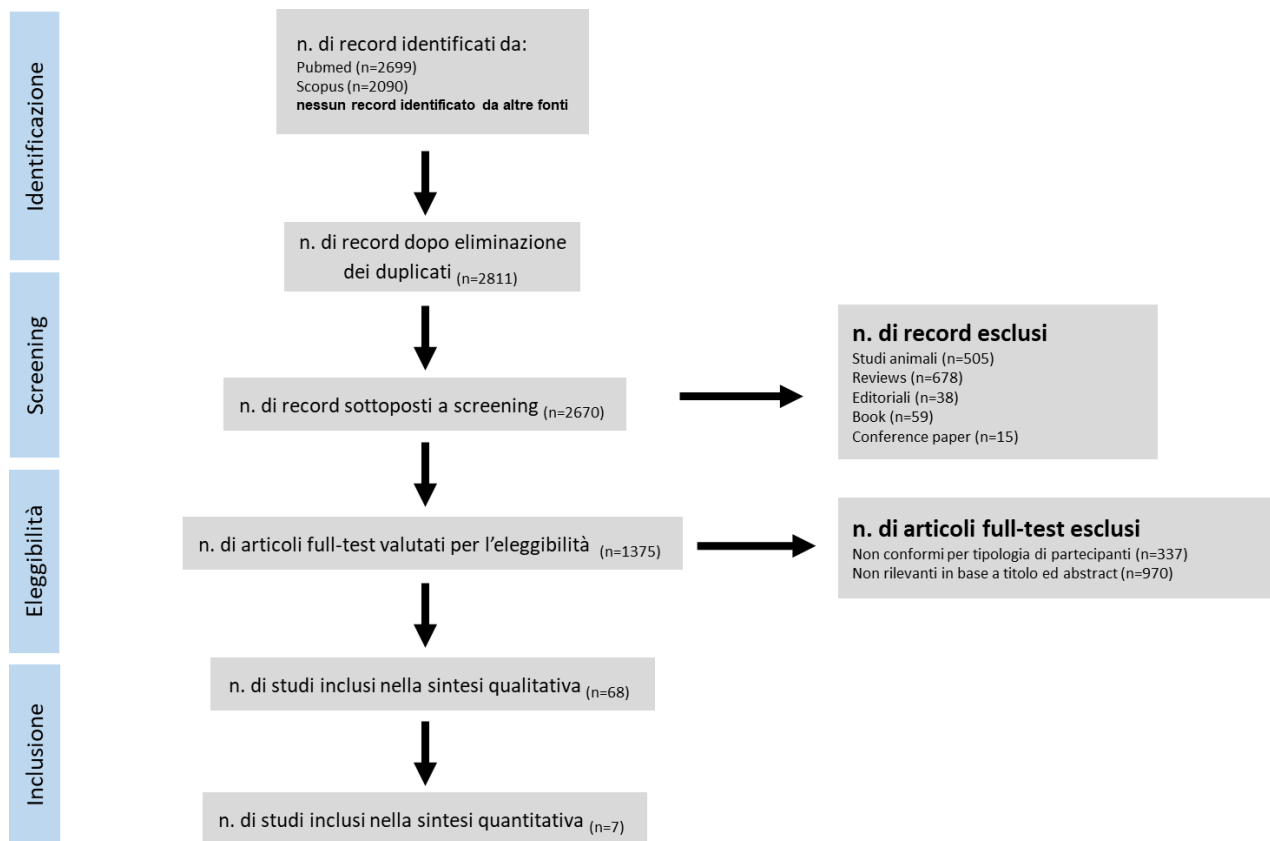 Identificazione
n. di record identificati da:
Pubmed (n=2699)
Scopus (n=2090)
nessun record identificato da altre fonti
n. di record dopo eliminazione
dei duplicati (n=2811)
Screening
n. di record sottoposti a screening (n=2670)
n. di record esclusi
Studi animali (n=505)
Reviews (n=678)
Editoriali (n=38)
Book (n=59)
Conference paper (n=15)
Eleggibilità
n. di articoli full-test valutati per l’eleggibilità (n=1375)
n. di articoli full-test esclusi
Non conformi per tipologia di partecipanti (n=337)
Non rilevanti in base a titolo ed abstract (n=970)
Inclusione
n. di studi inclusi nella sintesi qualitativa (n=68)
n. di studi inclusi nella sintesi quantitativa (n=7)